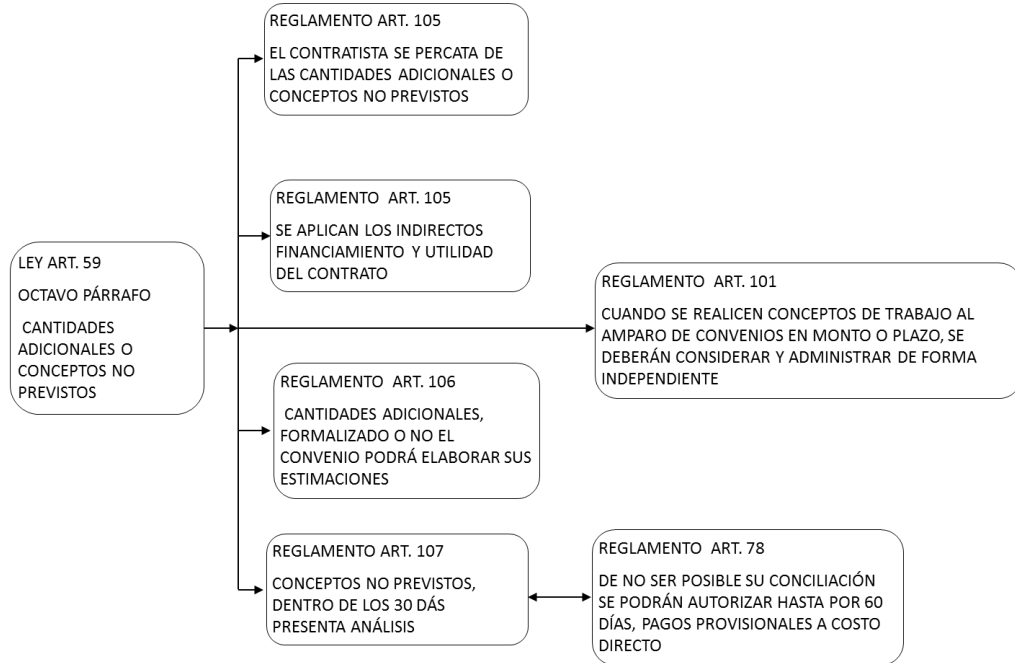 REGLAMENTO ART. 105
EL CONTRATISTA SE PERCATA DE
LAS CANTIDADES ADICIONALES O
CONCEPTOS NO PREVISTOS
REGLAMENTO ART. 105
SE APLICAN LOS INDIRECTOS
FINANCIAMIENTO Y UTILIDAD
DEL CONTRATO
LEY ART. 59
OCTAVO PÁRRAFO
CANTIDADES
ADICIONALES O
CONCEPTOS NO
PREVISTOS
REGLAMENTO ART. 101
CUANDO SE REALICEN CONCEPTOS DE TRABAJO AL
AMPARO DE CONVENIOS EN MONTO O PLAZO, SE
DEBERÁN CONSIDERAR Y ADMINISTRAR DE FORMA
INDEPENDIENTE
REGLAMENTO ART. 106
CANTIDADES ADICIONALES,
FORMALIZADO O NO EL
CONVENIO PODRÁ ELABORAR SUS
ESTIMACIONES
REGLAMENTO ART. 107
CONCEPTOS NO PREVISTOS,
DENTRO DE LOS 30 DÁS
PRESENTA ANÁLISIS
REGLAMENTO ART. 78
DE NO SER POSIBLE SU CONCILIACIÓN
SE PODRÁN AUTORIZAR HASTA POR 60
DÍAS, PAGOS PROVISIONALES A COSTO
DIRECTO